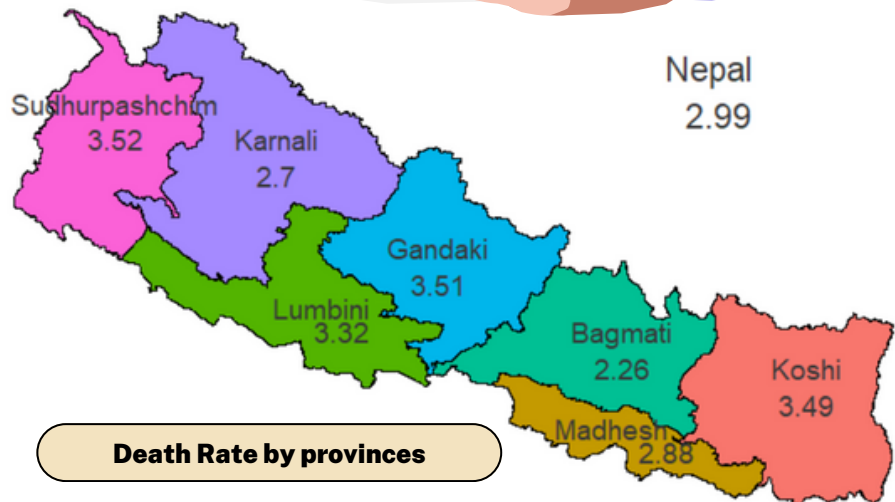 Nepal
2.99
Sudhurpashchim
3.52
Karnali
2.7
Gandaki
3.51
Lumbini
3.32
Bagmati
2.26
Koshi
3.49
Madhesh
2.88
Death Rate by provinces